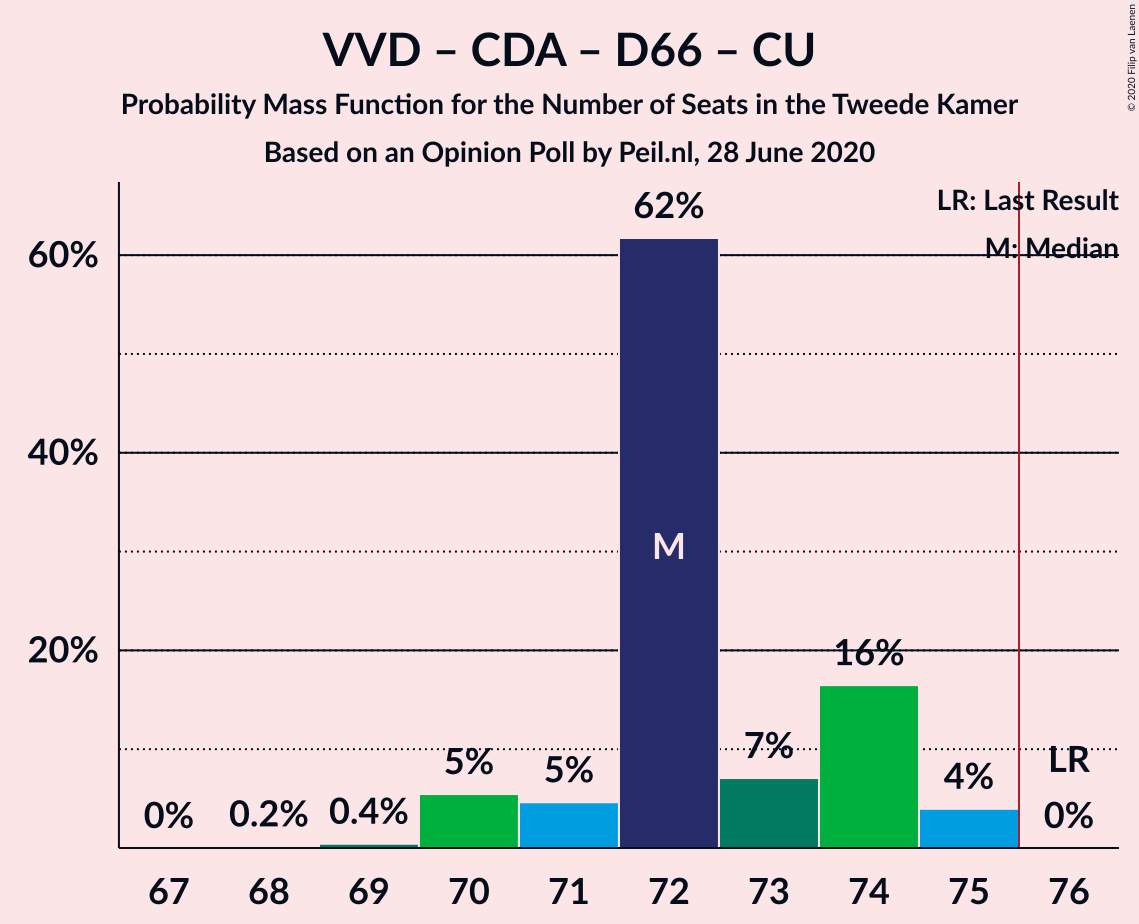 VVD – CDA – D66 – CU
Probability Mass Function for the Number of Seats in the Tweede Kamer
Based on an Opinion Poll by Peil.nl, 28 June 2020
© 2020 Filip van Laenen
LR: Last Result
M: Median
60%
40%
20%
0%
0.2%
0.4%
5%
5%
62%
M
7%
16%
4%
LR
0%
67 68 69 70 71 72 73 74 75 76